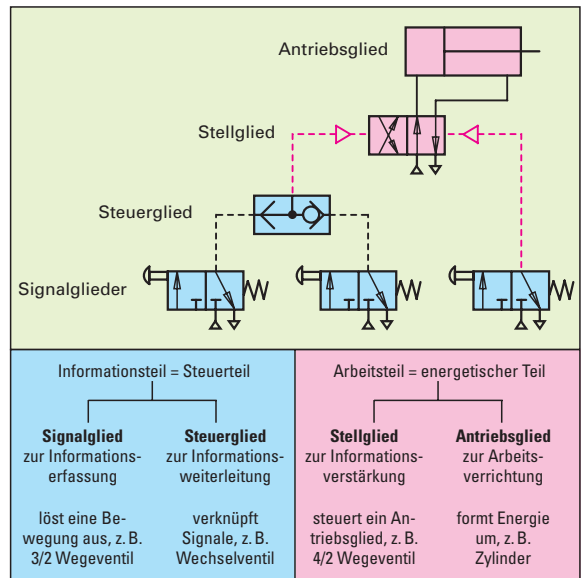 Antriebsglied
Stellglied
Steuerglied
Signalglieder
Informationsteil = Steuerteil
Signalglied
zur Informations-
erfassung
löst eine Be-
wegung aus, z. B.
3/2 Wegeventil
Steuerglied
zur Informations-
weiterleitung
verknüpft
Signale, z. B.
Wechselventil
Arbeitsteil = energetischer Teil
Stellglied
zur Informations-
verstärkung
steuert ein An-
triebsglied, z. B.
4/2 Wegeventil
Antriebsglied
zur Arbeits-
verrichtung
formt Energie
um, z. B.
Zylinder